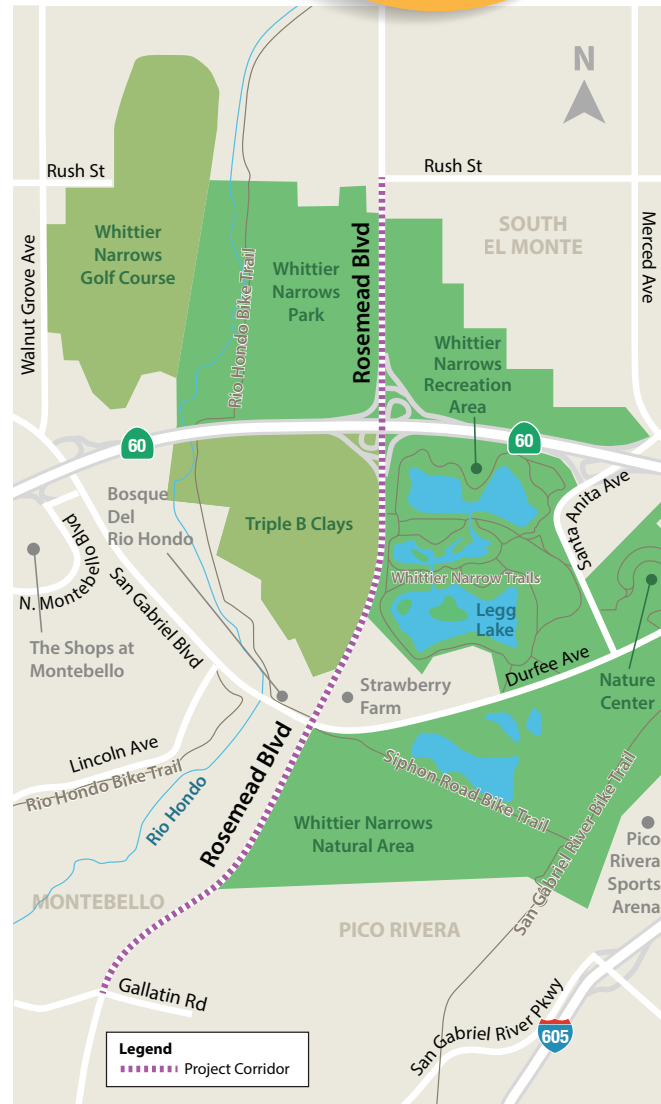 N
Rush St
Rush St
Walnut Grove Ave
Whittier
Narrows
Golf Course
Rio Hondo Bike Trail
Whittier
Narrows
Park
Rosemead Blvd
SOUTH
EL MONTE
Merced Ave
Whittier
Narrows
Recreation
Area
60
60
Bosque
Del
Rio Hondo
Triple B Clays
Santa Anita Ave
N. Montebello
Blvd
San Gabriel Blvd
Whittier Narrow Trails
Legg
Lake
The Shops at
Montebello
Strawberry
Farm
Durfee Ave
Nature
Center
Lincoln Ave
Rio Hondo Bike Trail
Rio Hondo
Rosemead Blvd
Siphon Road Bike Trail
San Gabriel River Bike Trail
Whittier Narrows
Natural Area
Pico
Rivera
Sports
Arena
MONTEBELLO
PICO RIVERA
Gallatin Rd
San Gabriel River Pkwy
605
Legend
Project Corridor